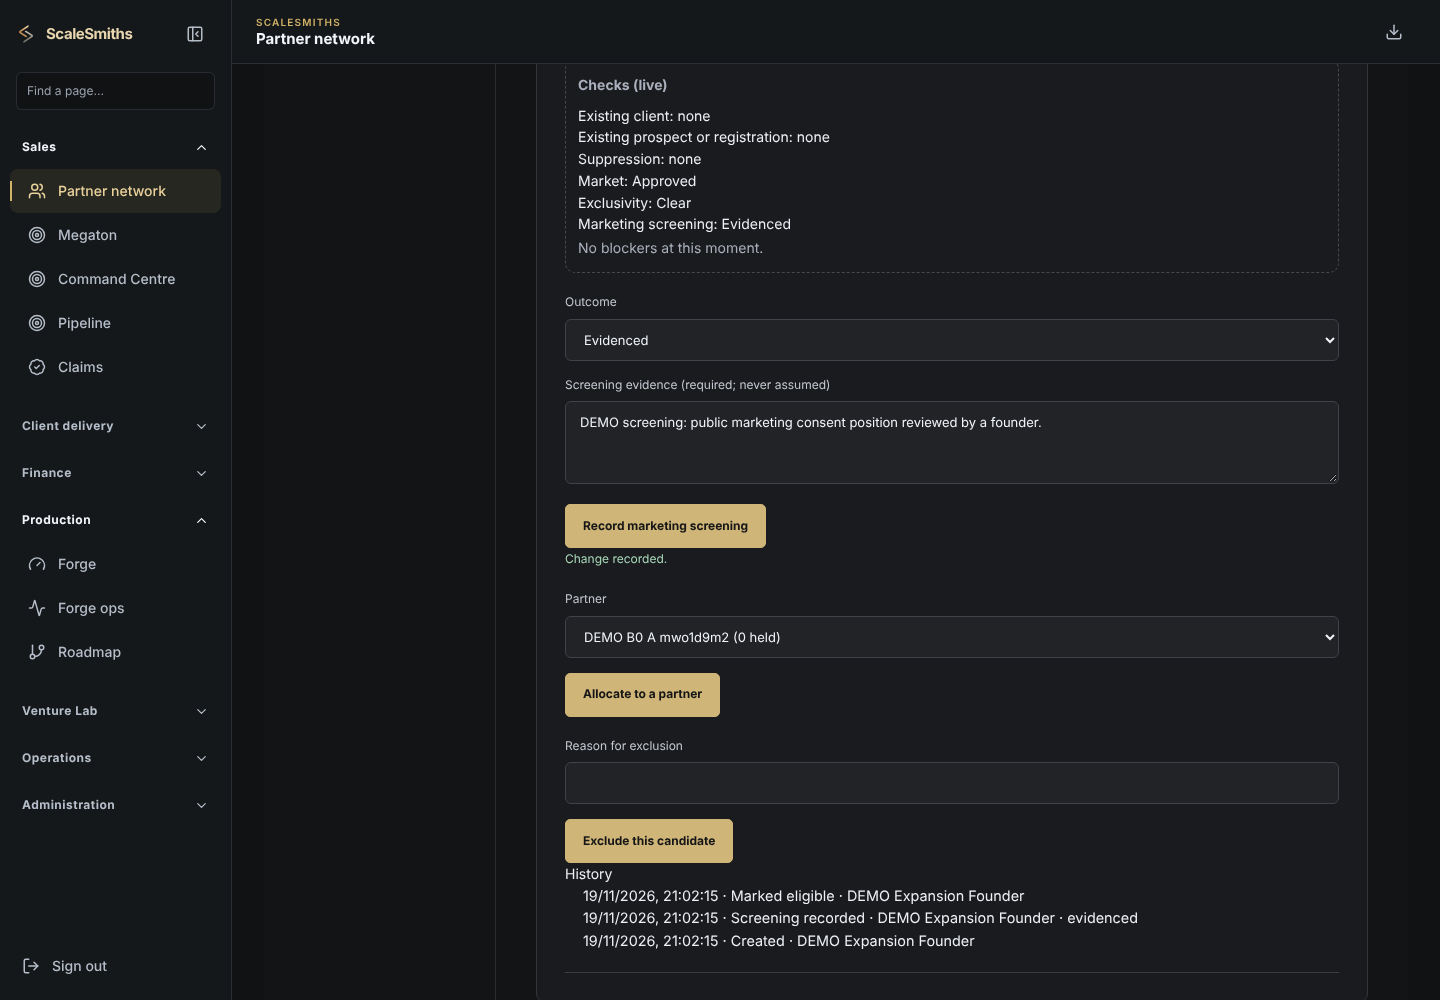 ScaleSmiths
Find a page...
Sales
Partner network
Megaton
Command Centre
Pipeline
Claims
Client delivery
Finance
Production
Forge
Forge ops
Roadmap
Venture Lab
Operations
Administration
Sign out
SCALESMITHS
Partner network
Checks (live)
Existing client: none
Existing prospect or registration: none
Suppression: none
Market: Approved
Exclusivity: Clear
Marketing screening: Evidenced
No blockers at this moment.
Outcome
Evidenced
Screening evidence (required; never assumed)
DEMO screening: public marketing consent position reviewed by a founder.
Record marketing screening
Change recorded.
Partner
DEMO B0 A mwo1d9m2 (0 held)
Allocate to a partner
Reason for exclusion
Exclude this candidate
History
19/11/2026, 21:02:15 · Marked eligible · DEMO Expansion Founder
19/11/2026, 21:02:15 · Screening recorded · DEMO Expansion Founder · evidenced
19/11/2026, 21:02:15 · Created · DEMO Expansion Founder